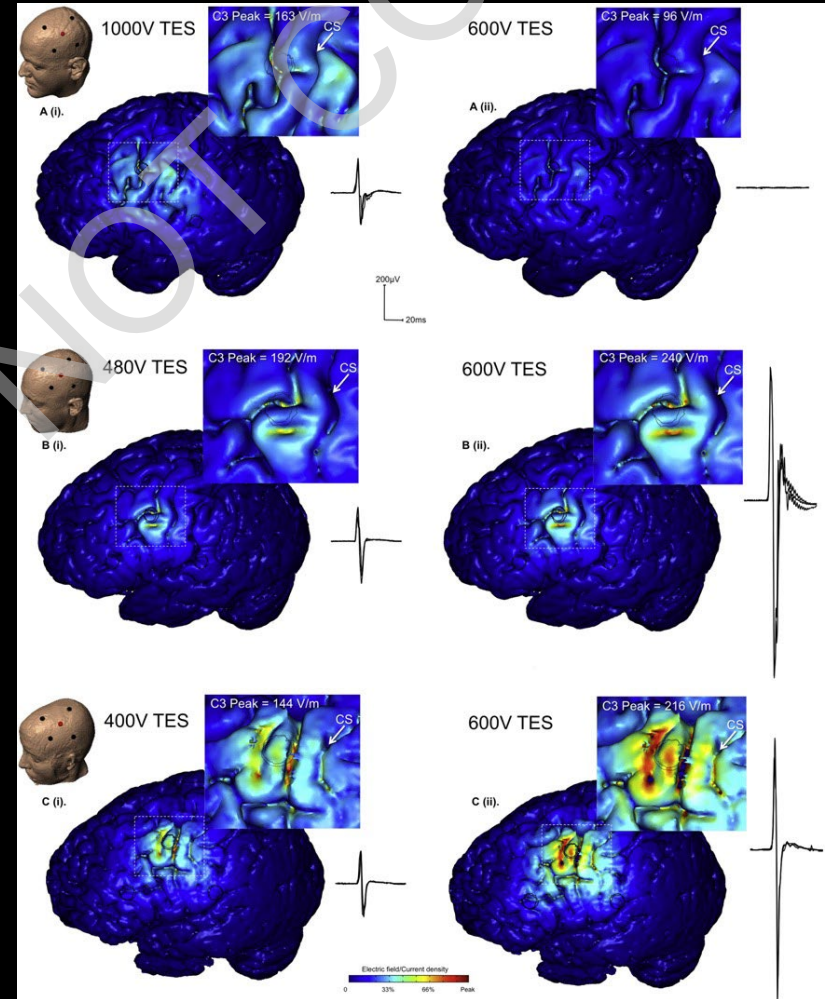 1000V TES
C3 Peak = 163 V/m
CS
A (i).
600V TES
C3 Peak = 96 V/m
CS
A (ii).
200µV
20ms
480V TES
C3 Peak = 192 V/m
CS
B (i).
600V TES
C3 Peak = 240 V/m
CS
B (ii).
400V TES
C3 Peak = 144 V/m
CS
C (i).
600V TES
C3 Peak = 216 V/m
CS
C (ii).
Electric field/Current density
0 33% 66% Peak
NOT C